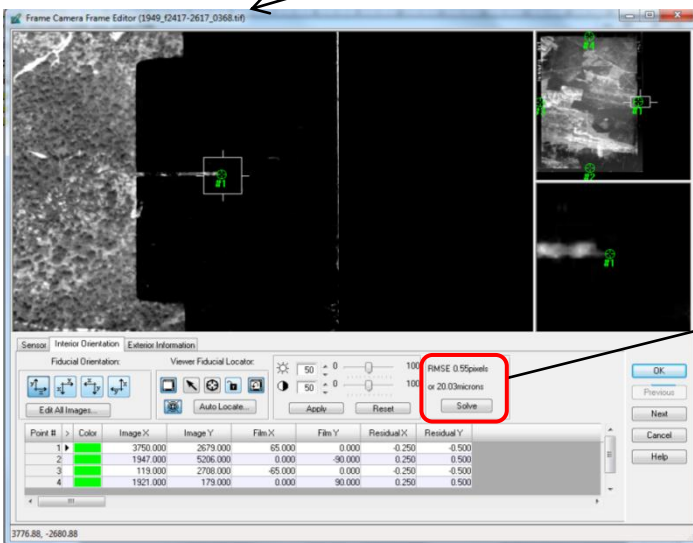 Frame Camera Frame Editor (1949_f2417-2617_0368.tif)
#1
#4
#1
#2
#1
Sensor Interior Orientation Exterior Information
Fiducial Orientation: Viewer Fiducial Locator:
50 0 100
RMSE 0.55pixels
50 0 100
or 20.03microns
Edit All Images... Auto Locate... Apply Reset Solve
OK
Previous
Next
Cancel
Help
Point # > Color Image X Image Y Film X Film Y Residual X Residual Y
1 3750.000 2679.000 65.000 0.000 -0.250 -0.500
2 1947.000 5206.000 0.000 -90.000 0.250 0.500
3 119.000 2708.000 -65.000 0.000 -0.250 -0.500
4 1921.000 179.000 0.000 90.000 0.250 0.500
3776.88, -2680.88